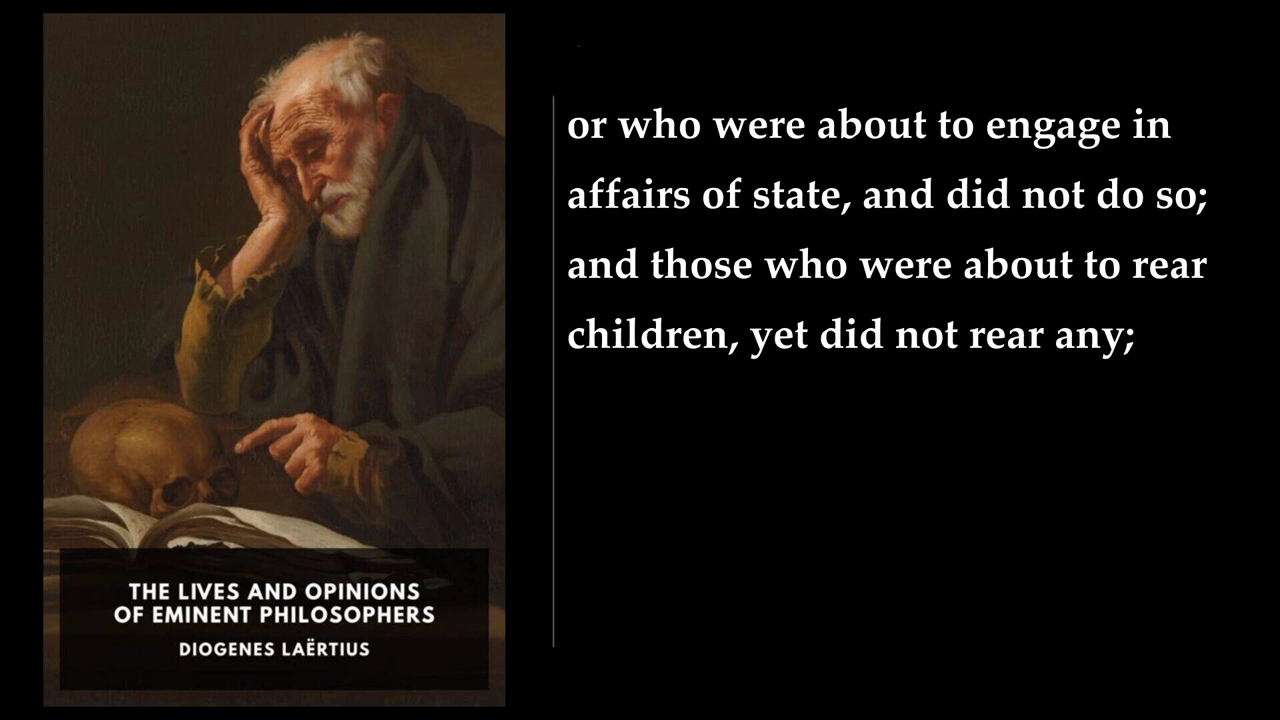 or who were about to engage in
affairs of state, and did not do so;
and those who were about to rear
children, yet did not rear any;
THE LIVES AND OPINIONS
OF EMINENT PHILOSOPHERS
DIOGENES LAËRTIUS